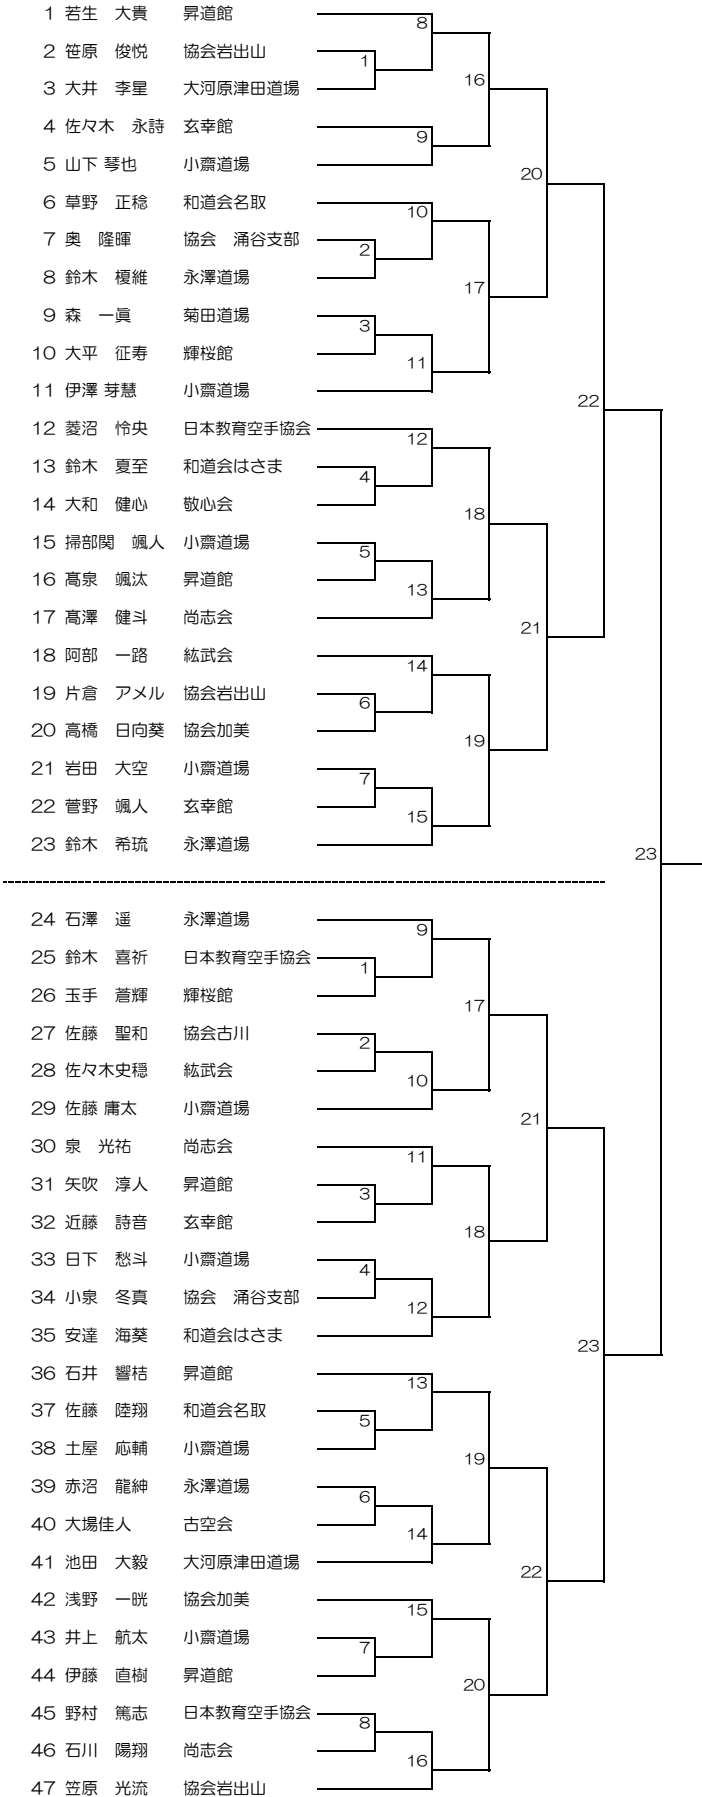 1 若生　大貴　昇道館
8
2 笹原　俊悦　協会岩出山
1
3 大井　李星　大河原津田道場
16
4 佐々木　永詩　玄幸館
9
5 山下 琴也　小齋道場
20
6 草野　正稔　和道会名取
10
7 奥　隆暉　協会　涌谷支部
2
8 鈴木　榎維　永澤道場
17
9 森　一眞　菊田道場
3
10 大平　征寿　輝桜館
11
11 伊澤 芽慧　小齋道場
22
12 菱沼　怜央　日本教育空手協会
12
13 鈴木　夏至　和道会はさま
4
14 大和　健心　敬心会
18
15 掃部関　颯人　小齋道場
5
16 髙泉　颯汰　昇道館
13
17 髙澤　健斗　尚志会
21
18 阿部　一路　紘武会
14
19 片倉　アメル　協会岩出山
6
20 高橋　日向葵　協会加美
19
21 岩田　大空　小齋道場
7
22 菅野　颯人　玄幸館
15
23 鈴木　希琉　永澤道場
23
24 石澤　遥　永澤道場
9
25 鈴木　喜祈　日本教育空手協会
1
26 玉手　蒼輝　輝桜館
17
27 佐藤　聖和　協会古川
2
28 佐々木史穏　紘武会
10
29 佐藤 庸太　小齋道場
21
30 泉　光祐　尚志会
11
31 矢吹　淳人　昇道館
3
32 近藤　詩音　玄幸館
18
33 日下　愁斗　小齋道場
4
34 小泉　冬真　協会　涌谷支部
12
35 安達　海葵　和道会はさま
23
36 石井　響桔　昇道館
13
37 佐藤　陸翔　和道会名取
5
38 土屋　応輔　小齋道場
19
39 赤沼　龍紳　永澤道場
6
40 大場佳人　古空会
14
41 池田　大毅　大河原津田道場
22
42 浅野　一晄　協会加美
15
43 井上　航太　小齋道場
7
44 伊藤　直樹　昇道館
20
45 野村　篤志　日本教育空手協会
8
46 石川　陽翔　尚志会
16
47 笠原　光流　協会岩出山